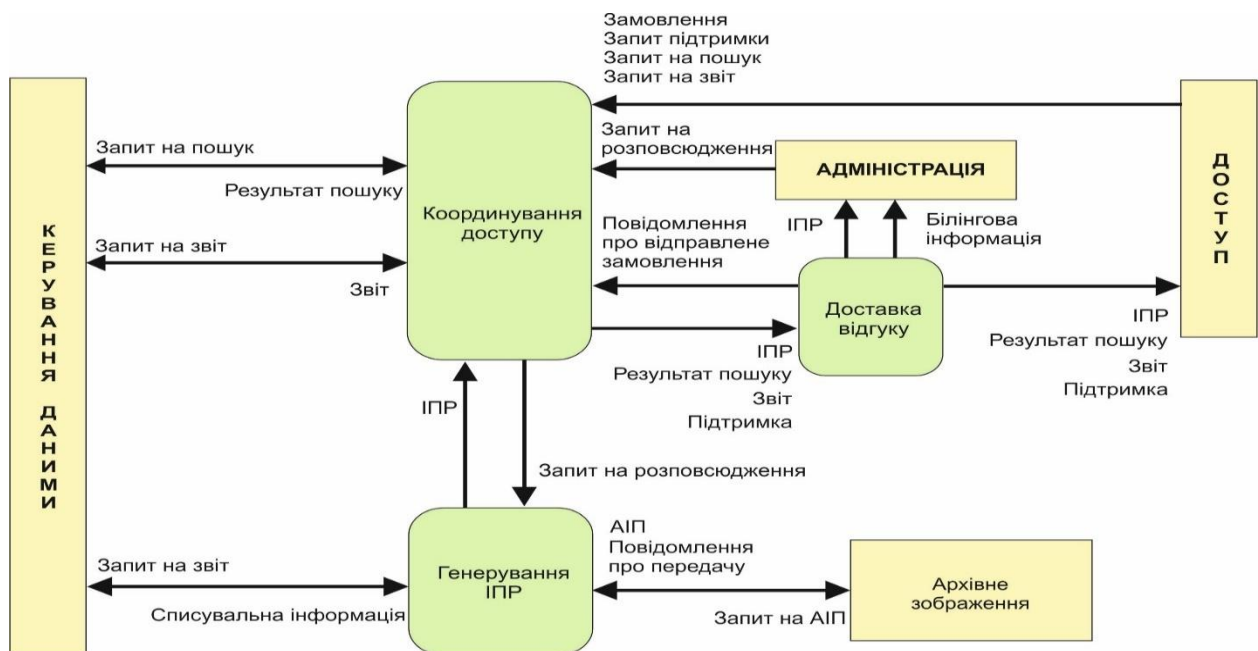 Замовлення
Запит підтримки
Запит на пошук
Запит на звіт
КЕРУВАННЯ ДАНИМИ
Запит на пошук
Результат пошуку
Запит на звіт
Звіт
Координування
доступу
Запит на
розповсюдження
АДМІНІСТРАЦІЯ
ДОСТУП
Повідомлення
про відправлене
замовлення
ІПР
Білінгова
інформація
Доставка
відгуку
ІПР
Результат пошуку
Звіт
Підтримка
ІПР
Результат пошуку
Звіт
Підтримка
ІПР
Запит на розповсюдження
Запит на звіт
Списувальна інформація
Генерування
ІПР
АІП
Повідомлення
про передачу
Запит на АІП
Архівне
зображення